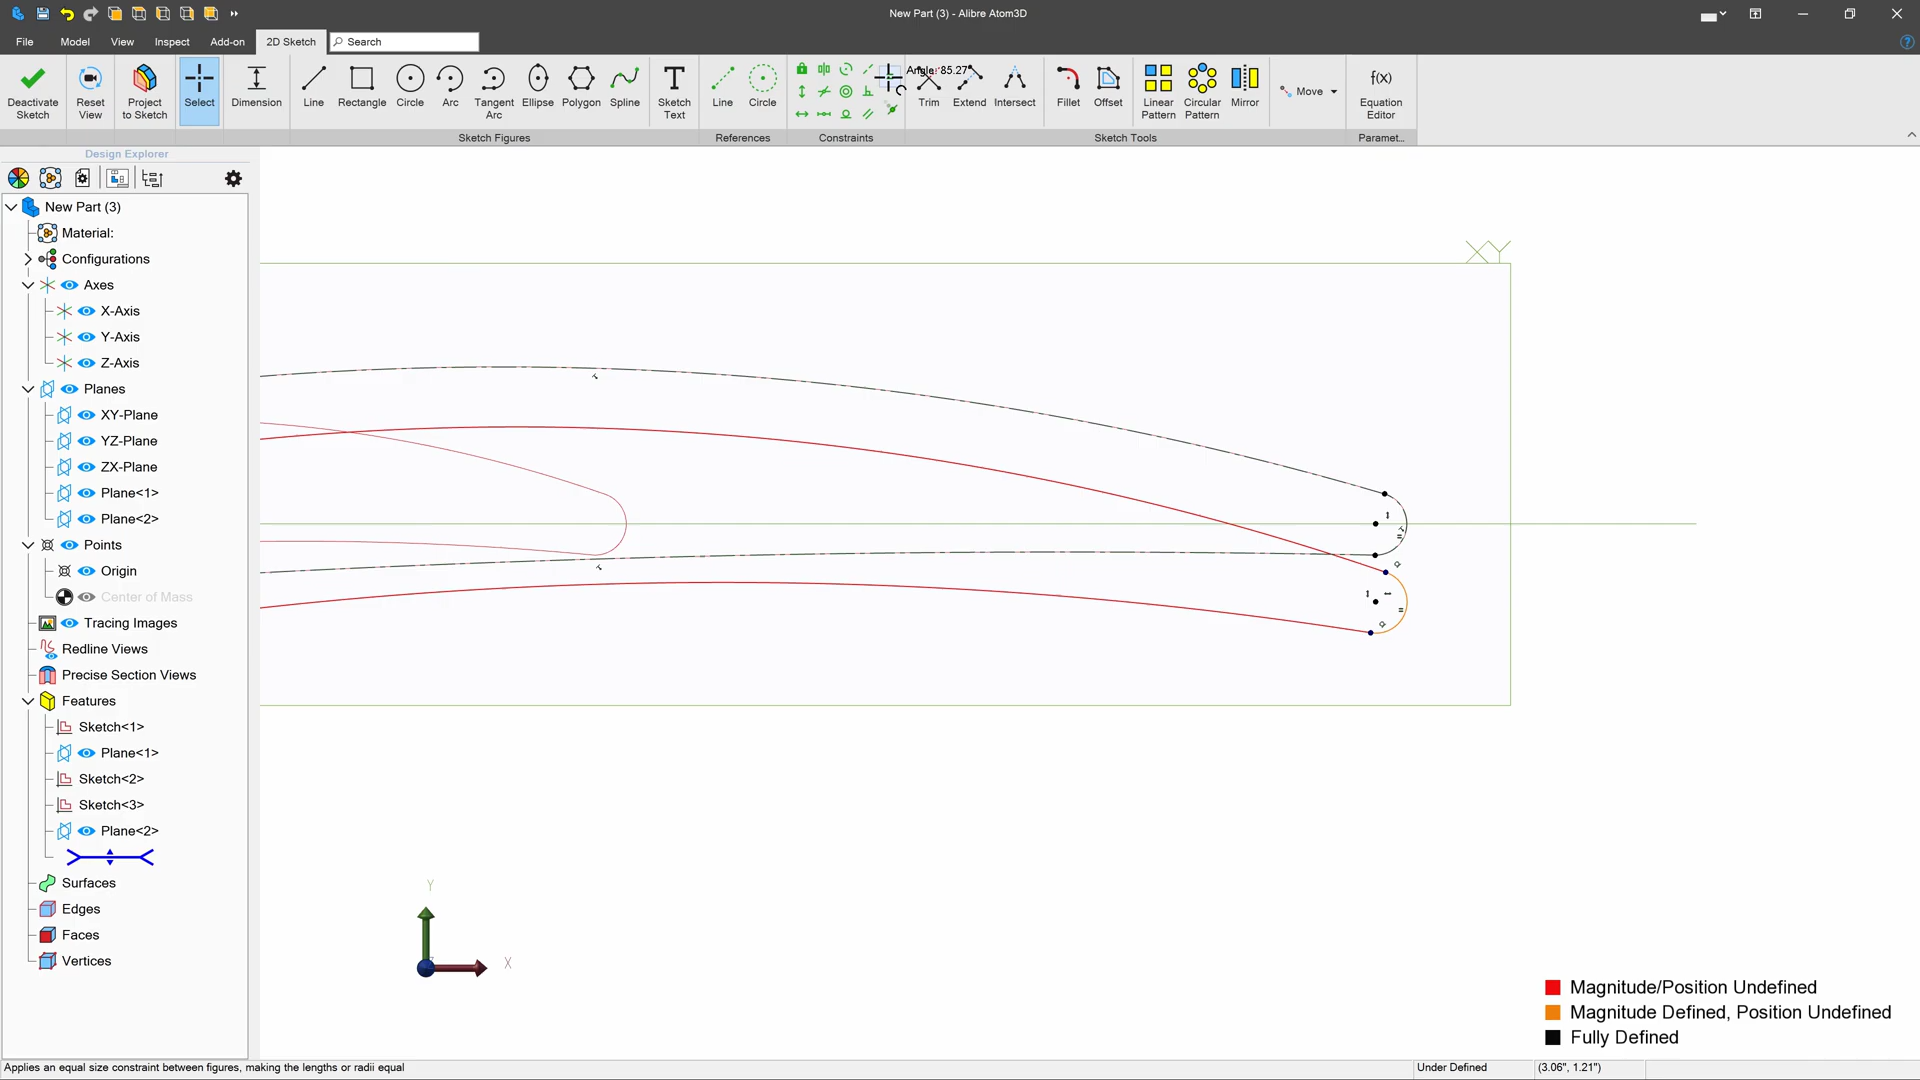 New Part (3) - Alibre Atom3D
File
Model
View
Inspect
Add-on
2D Sketch
Search
Deactivate Sketch
Reset View
Project to Sketch
Select
Dimension
Line
Rectangle
Circle
Arc
Tangent Arc
Ellipse
Polygon
Spline
Sketch Text
Line
Circle
Angle: 85.27°
Trim
Extend
Intersect
Fillet
Offset
Linear Pattern
Circular Pattern
Mirror
Move
f(x)
Equation Editor
Sketch Figures
References
Constraints
Sketch Tools
Paramet...
Design Explorer
New Part (3)
Material:
Configurations
Axes
X-Axis
Y-Axis
Z-Axis
Planes
XY-Plane
YZ-Plane
ZX-Plane
Plane<1>
Plane<2>
Points
Origin
Center of Mass
Tracing Images
Redline Views
Precise Section Views
Features
Sketch<1>
Plane<1>
Sketch<2>
Sketch<3>
Plane<2>
Surfaces
Edges
Faces
Vertices
XY
Y
X
Magnitude/Position Undefined
Magnitude Defined, Position Undefined
Fully Defined
Applies an equal size constraint between figures, making the lengths or radii equal
Under Defined
(3.06", 1.21")